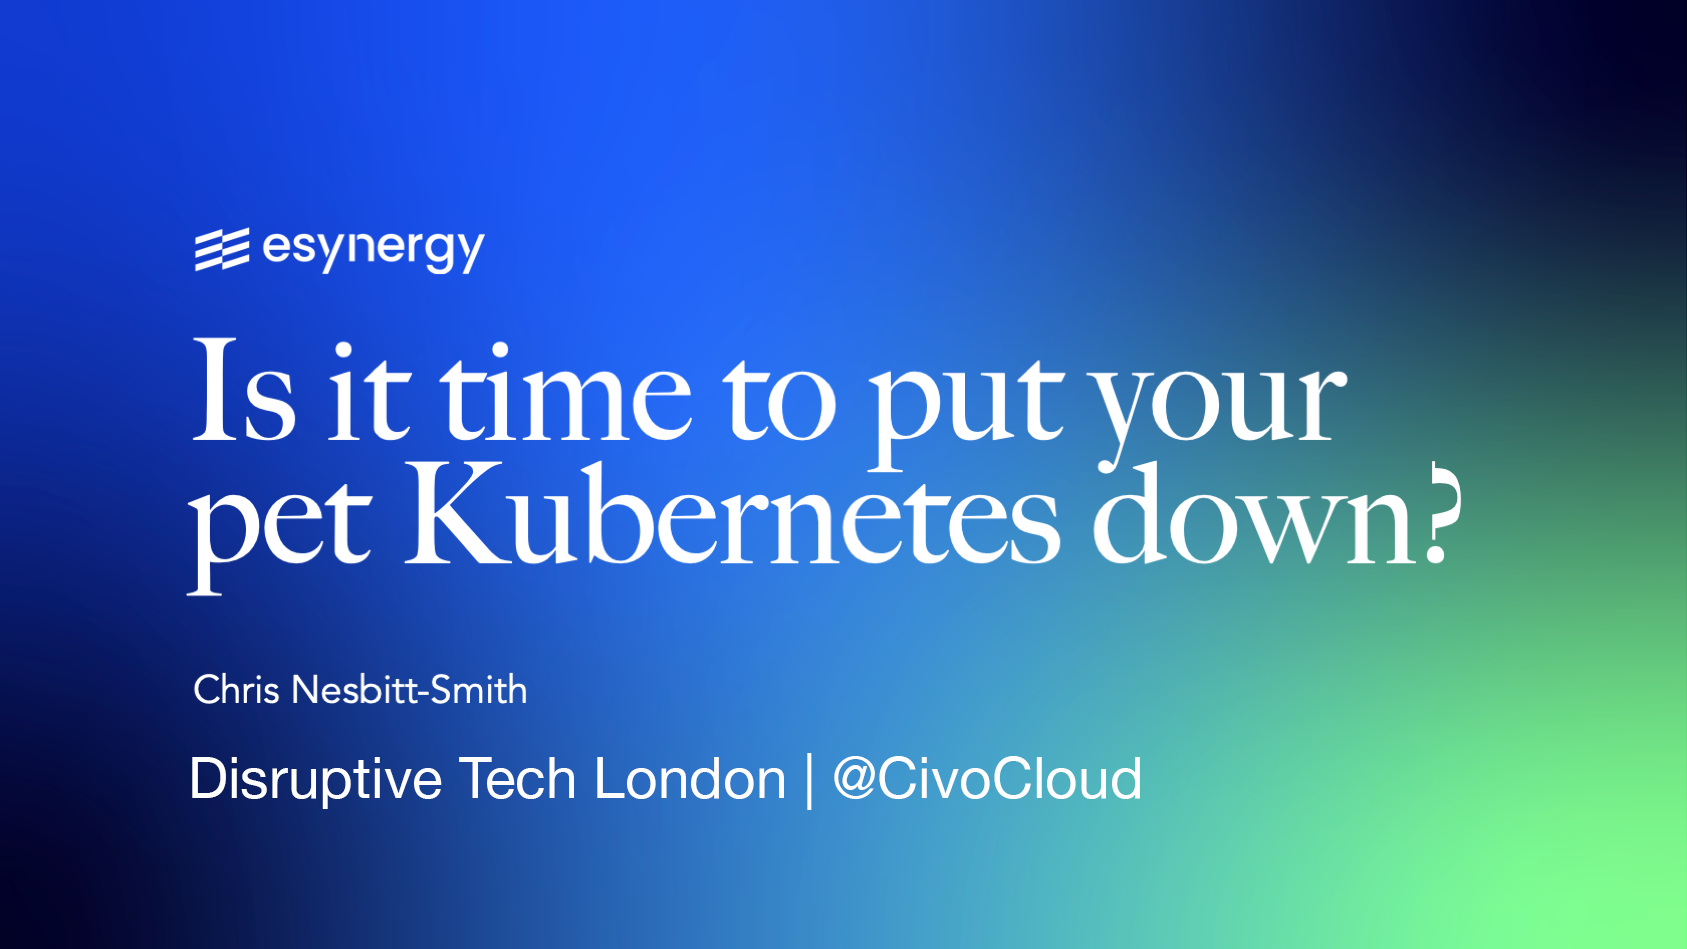 esynergy
Is it time to put your
pet Kubernetes down?
Chris Nesbitt-Smith
Disruptive Tech London | @CivoCloud